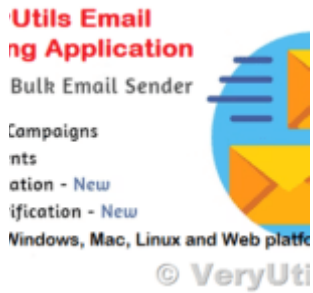 Utils Email
ng Application
Bulk Email Sender
Campaigns
nts
ation - New
ification - New
Windows, Mac, Linux and Web platfo
© VeryUti